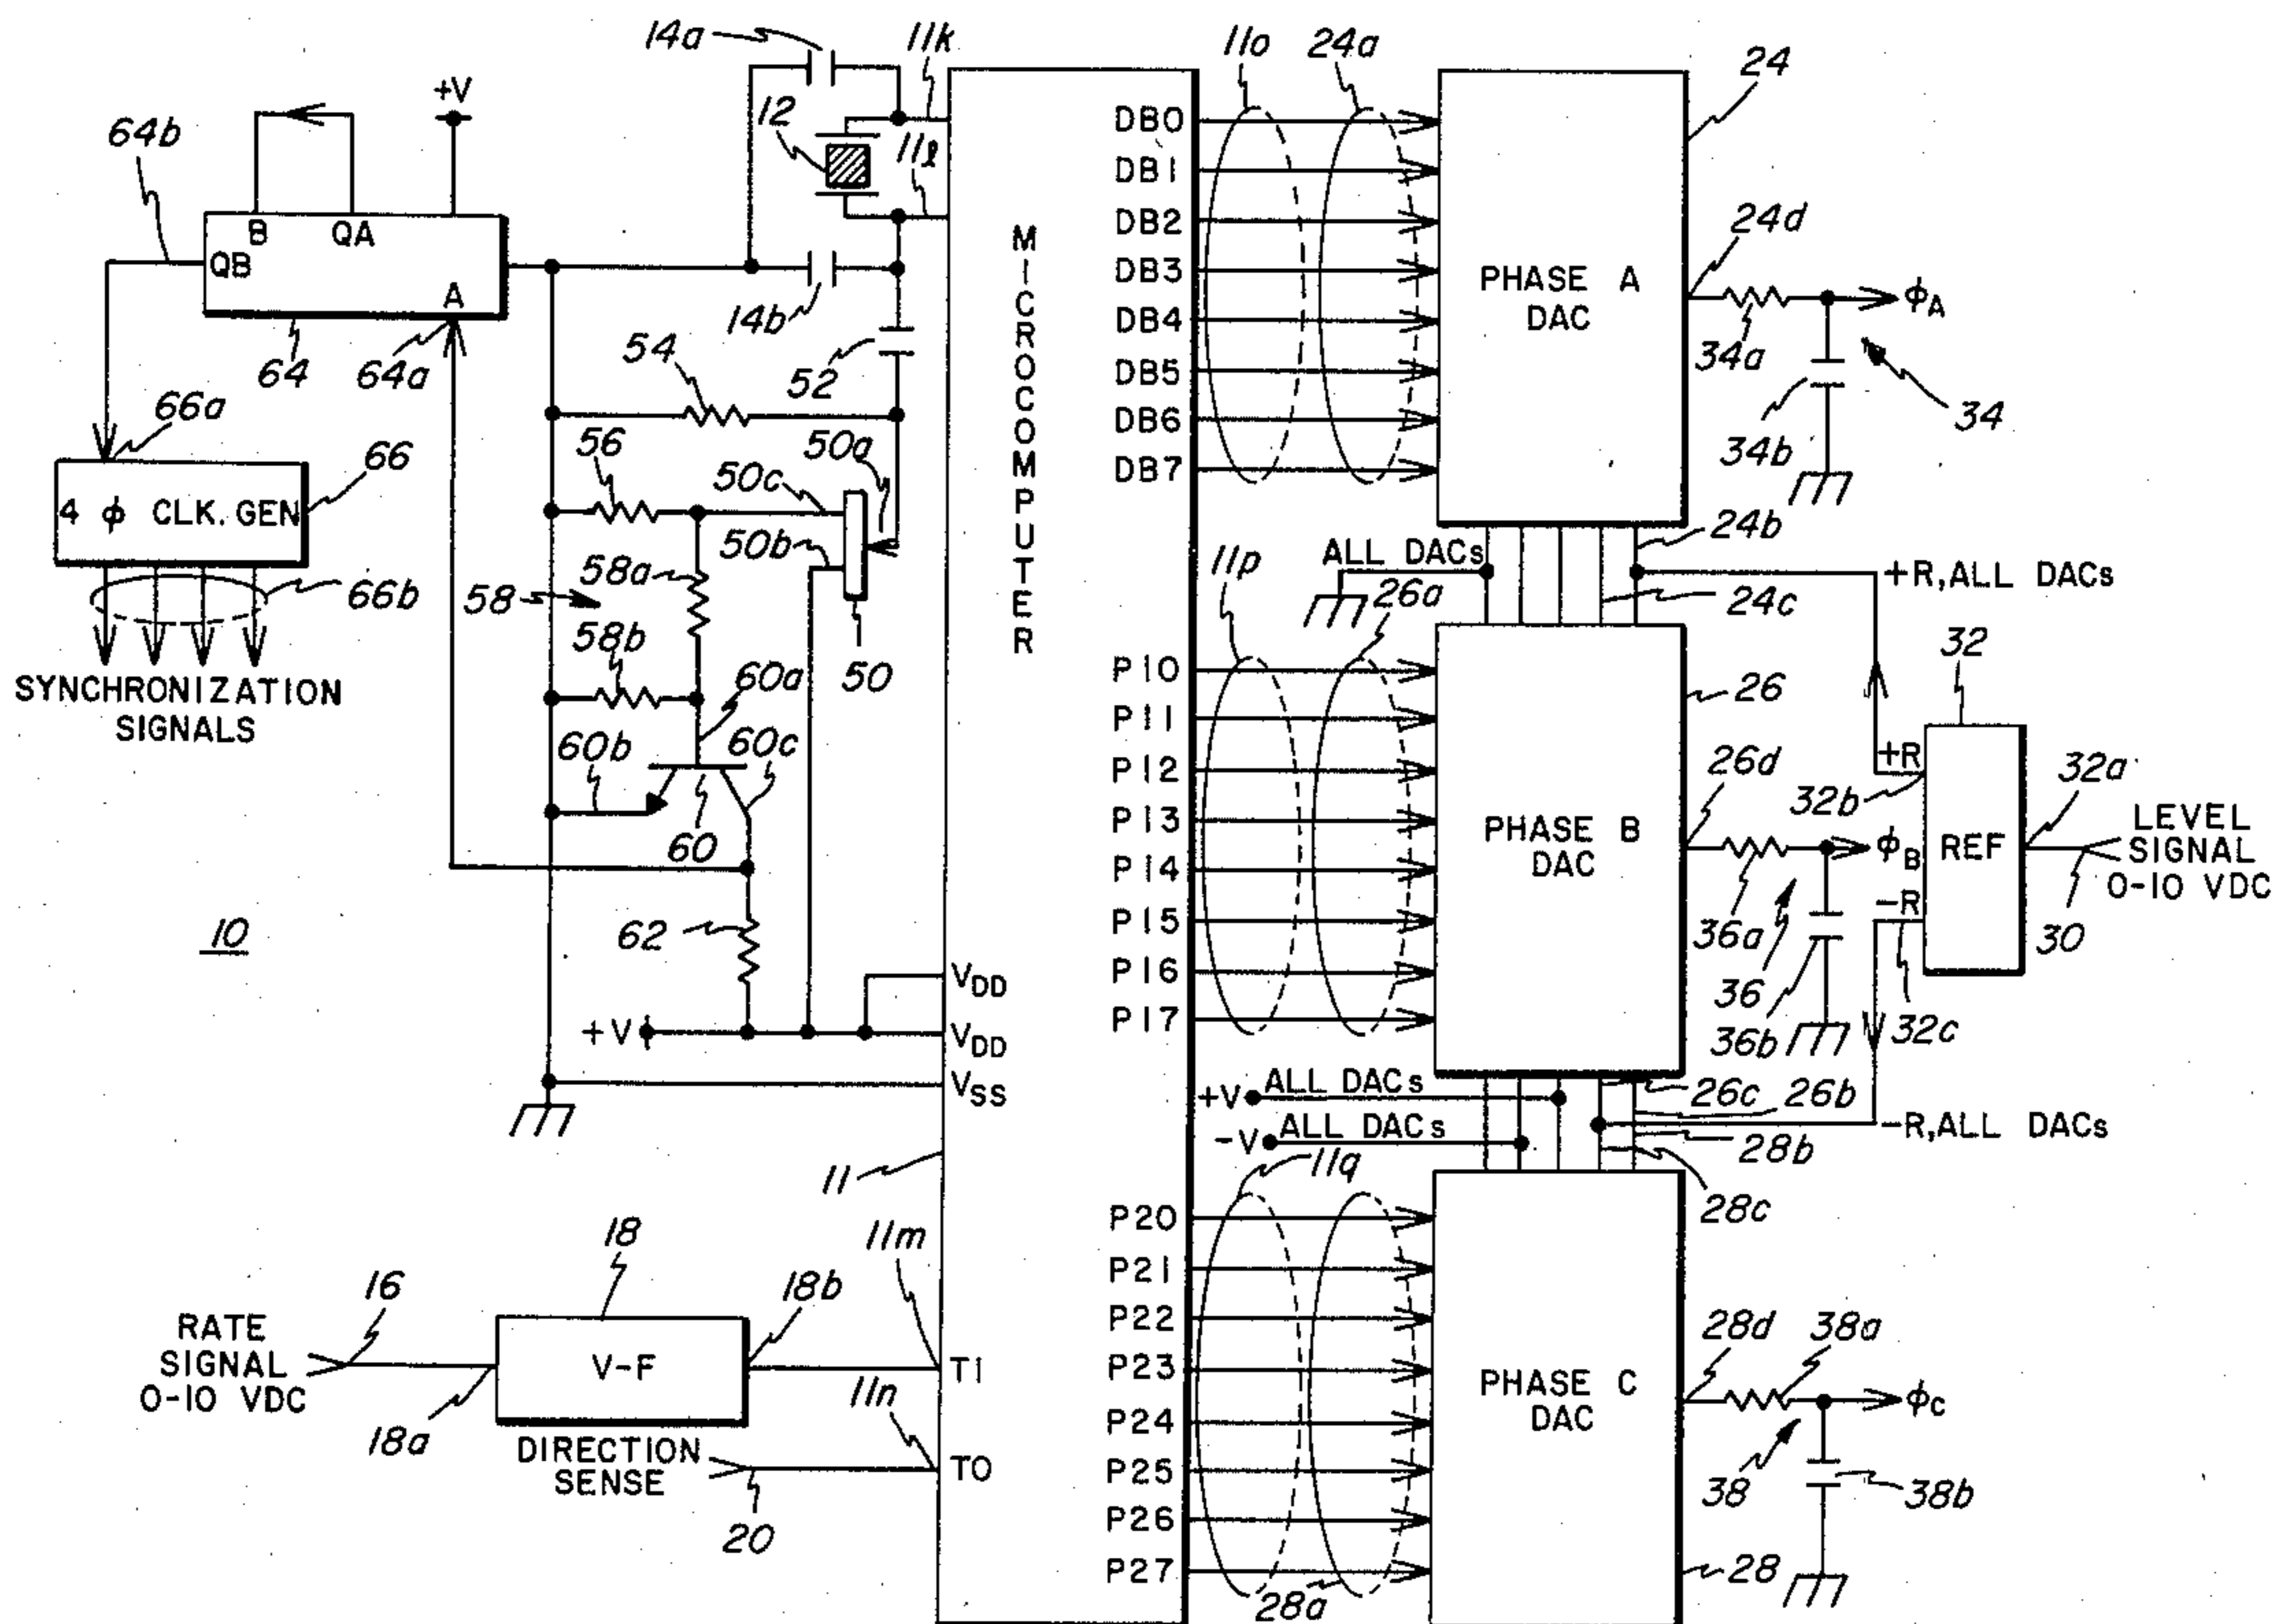 14a
11k
11o
24a
24
+V
12
11l
64b
DB0
DB1
DB2
DB3
DB4
DB5
DB6
DB7
B
QA
QB
A
14b
64
64a
54
52
MICROCOMPUTER
PHASE A
DAC
24d
ϕA
34a
34b
34
66a
66
4 ϕ CLK. GEN
66b
SYNCHRONIZATION
SIGNALS
56
50c
50a
50b
50
58
58a
58b
60a
60b
60c
60
62
10
ALL DACs
24b
24c
+R, ALL DACs
11p
26a
P10
P11
P12
P13
P14
P15
P16
P17
PHASE B
DAC
26
26d
36a
36
36b
ϕB
32
+R
32b
REF
-R
32c
32a
LEVEL
SIGNAL
0-10 VDC
30
+V
VDD
VDD
VSS
11
+V
ALL DACs
-V
ALL DACs
26c
26b
-R, ALL DACs
28b
28c
11q
P20
P21
P22
P23
P24
P25
P26
P27
28a
PHASE C
DAC
28
28d
38a
38
38b
ϕC
RATE
SIGNAL
0-10 VDC
16
18a
18
V-F
18b
11m
T1
DIRECTION
SENSE
20
11n
T0